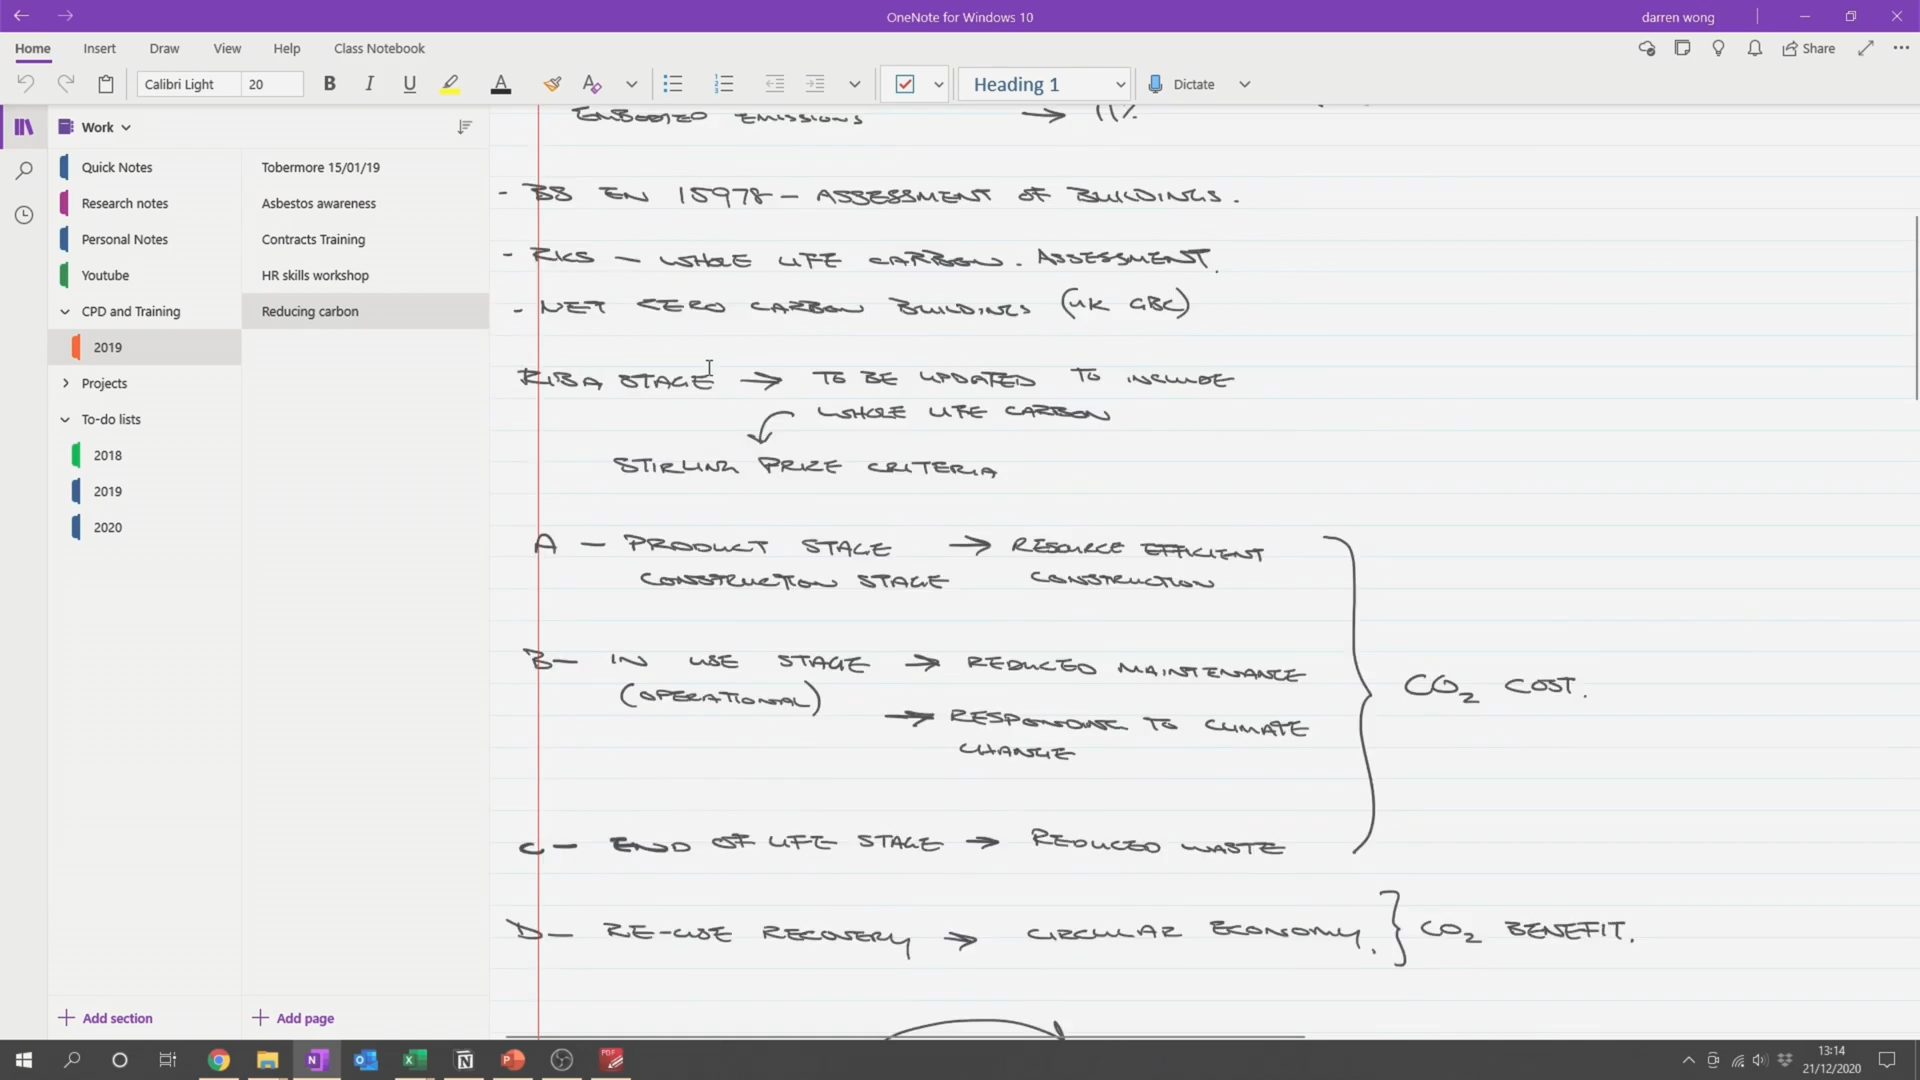 OneNote for Windows 10
darren wong
Home Insert Draw View Help Class Notebook
Share
Calibri Light 20 B I U A Heading 1 Dictate
Work
Quick Notes
Research notes
Personal Notes
Youtube
CPD and Training
2019
Projects
To-do lists
2018
2019
2020
Add section
Tobermore 15/01/19
Asbestos awareness
Contracts Training
HR skills workshop
Reducing carbon
Add page
EMBODIED EMISSIONS → 11%
- BS EN 15978 - ASSESSMENT OF BUILDINGS.
- RICS - WHOLE LIFE CARBON. ASSESSMENT.
- NET ZERO CARBON BUILDINGS (UK GBC)
RIBA STAGE → TO BE UPDATED TO INCLUDE
WHOLE LIFE CARBON
STIRLING PRIZE CRITERIA
A - PRODUCT STAGE → RESOURCE EFFICIENT
CONSTRUCTION STAGE CONSTRUCTION
B - IN USE STAGE → REDUCED MAINTENANCE
(OPERATIONAL)
→ RESPONDING TO CLIMATE
CHANGE
CO2 COST.
C - END OF LIFE STAGE → REDUCED WASTE
D - RE-USE RECOVERY → CIRCULAR ECONOMY. } CO2 BENEFIT.
13:14
21/12/2020